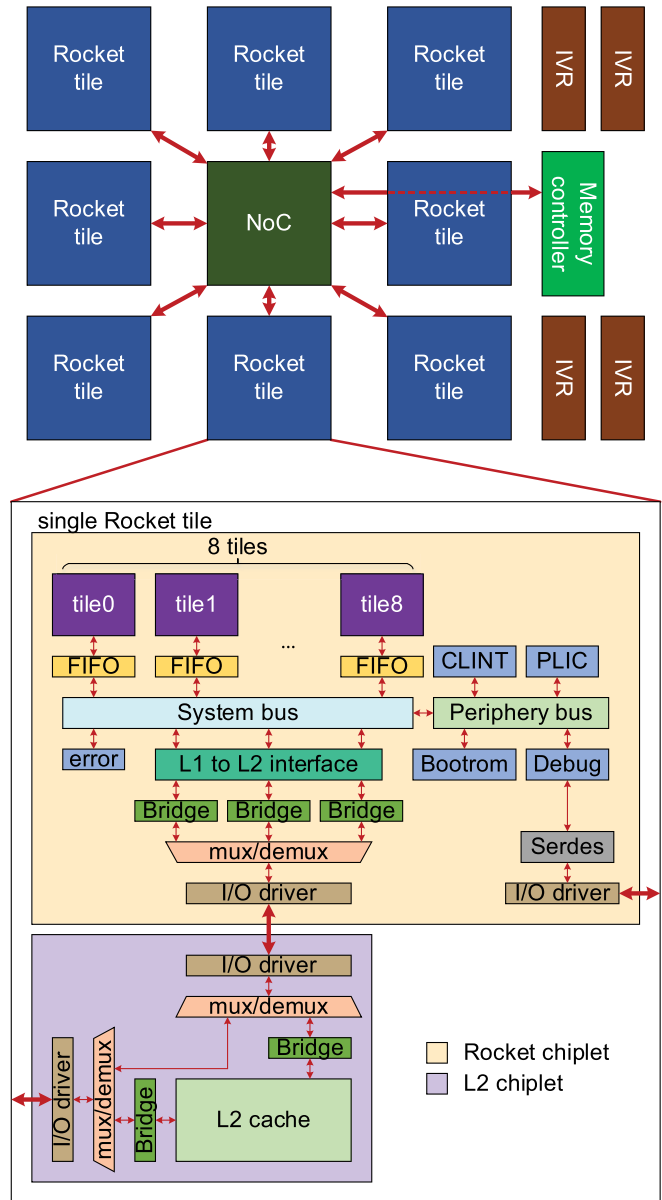 Rocket
tile
Rocket
tile
Rocket
tile
IVR
IVR
Rocket
tile
NoC
Rocket
tile
Memory
controller
Rocket
tile
Rocket
tile
Rocket
tile
IVR
IVR
single Rocket tile
8 tiles
tile0
tile1
...
tile8
FIFO
FIFO
FIFO
CLINT
PLIC
System bus
Periphery bus
error
L1 to L2 interface
Bootrom
Debug
Bridge
Bridge
Bridge
mux/demux
Serdes
I/O driver
I/O driver
I/O driver
mux/demux
Bridge
I/O driver
mux/demux
Bridge
L2 cache
Rocket chiplet
L2 chiplet